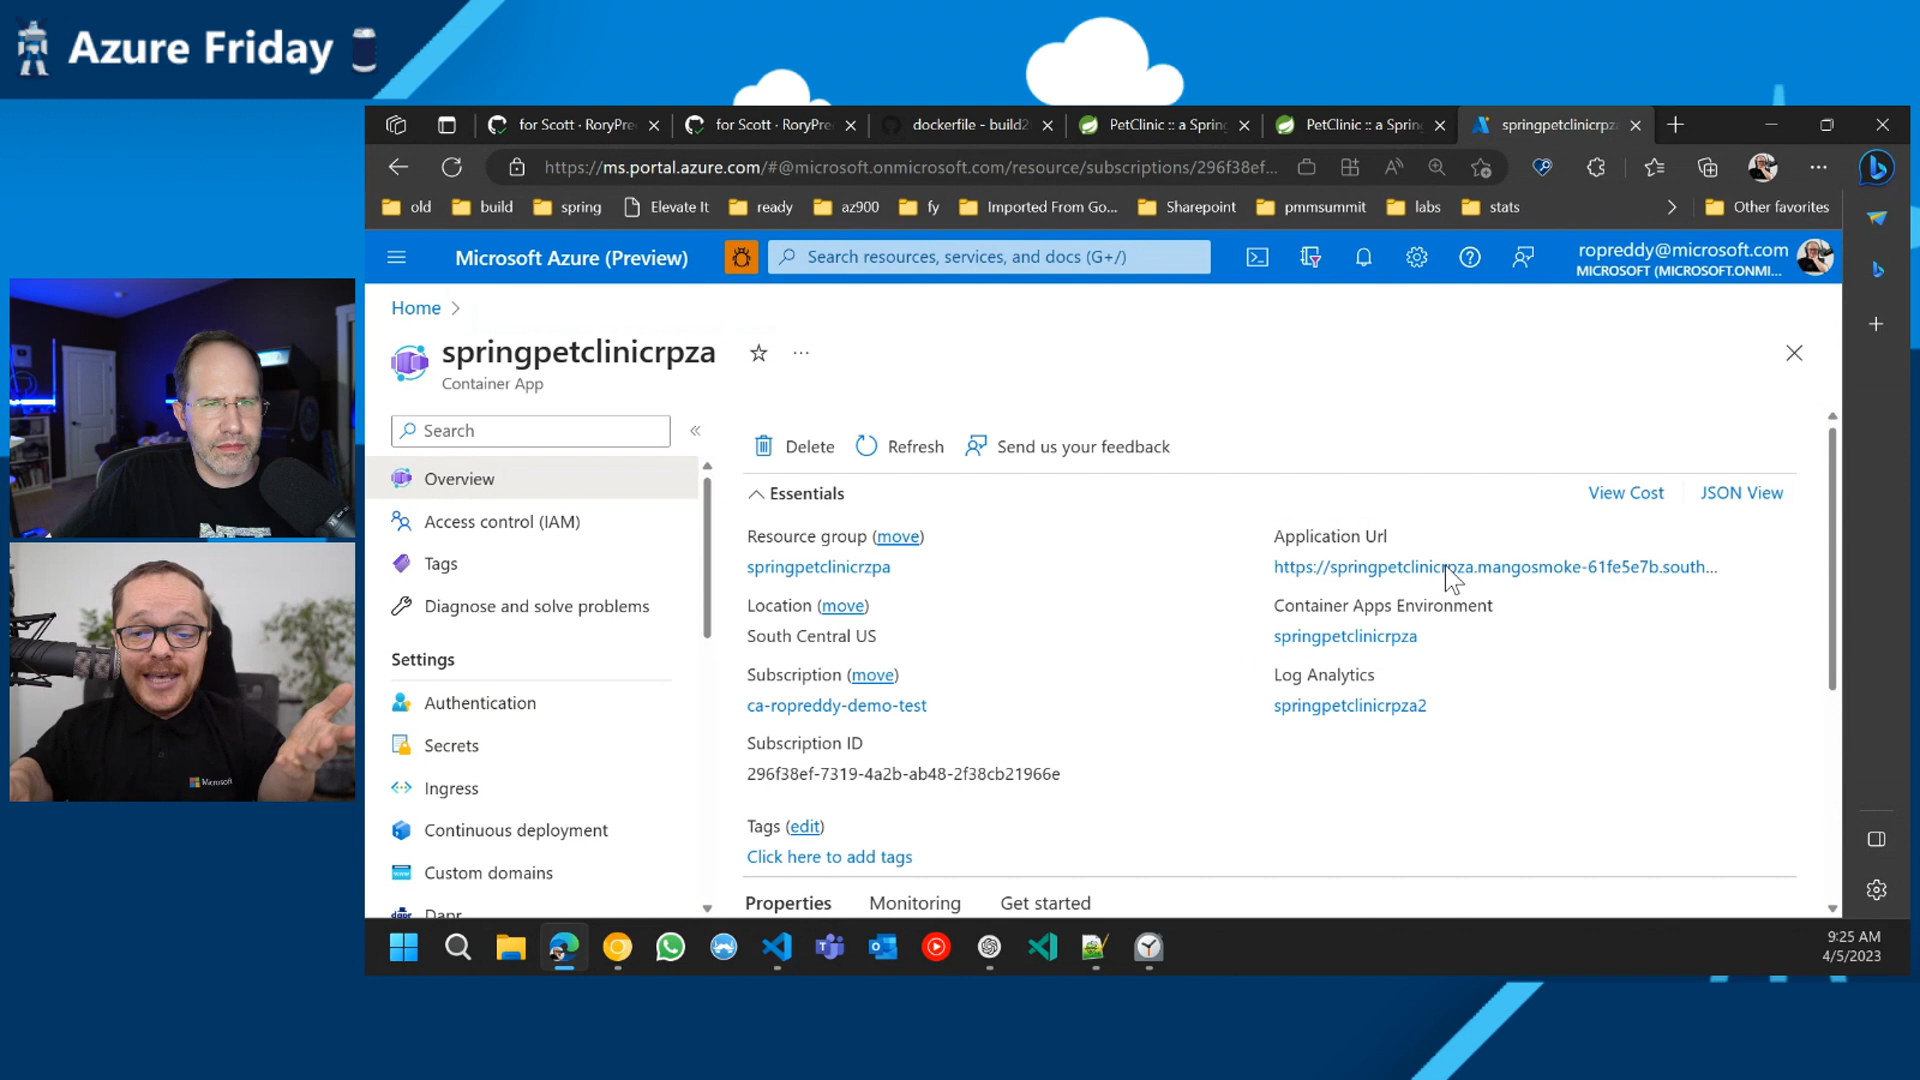 Azure Friday
for Scott · RoryPre
for Scott · RoryPre
dockerfile - build2
PetClinic :: a Spring
PetClinic :: a Spring
springpetclinicrpza
https://ms.portal.azure.com/#@microsoft.onmicrosoft.com/resource/subscriptions/296f38ef...
old
build
spring
Elevate It
ready
az900
fy
Imported From Go...
Sharepoint
pmmsummit
labs
stats
Other favorites
Microsoft Azure (Preview)
Search resources, services, and docs (G+/)
ropreddy@microsoft.com
MICROSOFT (MICROSOFT.ONMI...
Home
springpetclinicrpza
Container App
Search
Overview
Access control (IAM)
Tags
Diagnose and solve problems
Settings
Authentication
Secrets
Ingress
Continuous deployment
Custom domains
Dapr
Delete
Refresh
Send us your feedback
Essentials
View Cost
JSON View
Resource group (move)
springpetclinicrzpa
Location (move)
South Central US
Subscription (move)
ca-ropreddy-demo-test
Subscription ID
296f38ef-7319-4a2b-ab48-2f38cb21966e
Tags (edit)
Click here to add tags
Application Url
https://springpetclinicrpza.mangosmoke-61fe5e7b.south...
Container Apps Environment
springpetclinicrpza
Log Analytics
springpetclinicrpza2
Properties
Monitoring
Get started
Microsoft
9:25 AM
4/5/2023